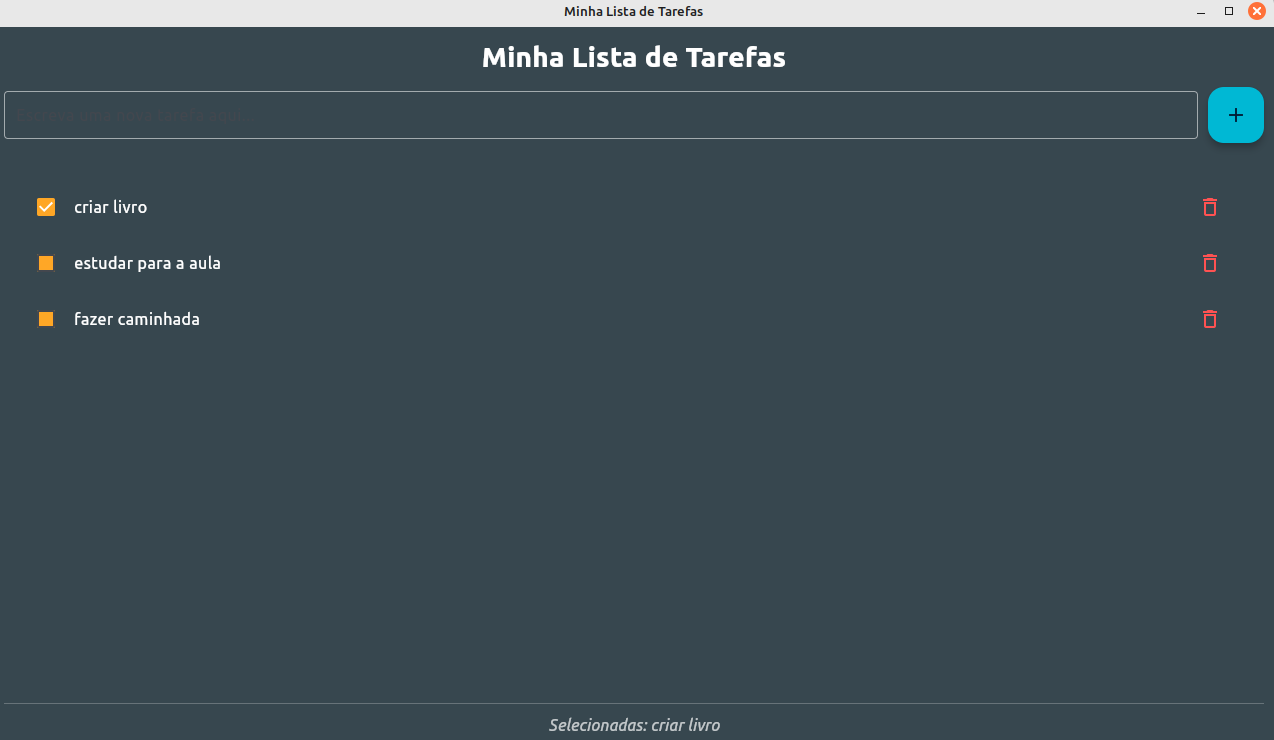 Minha Lista de Tarefas
Minha Lista de Tarefas
Escreva uma nova tarefa aqui
+
criar livro
estudar para a aula
fazer caminhada
Selecionadas: criar livro